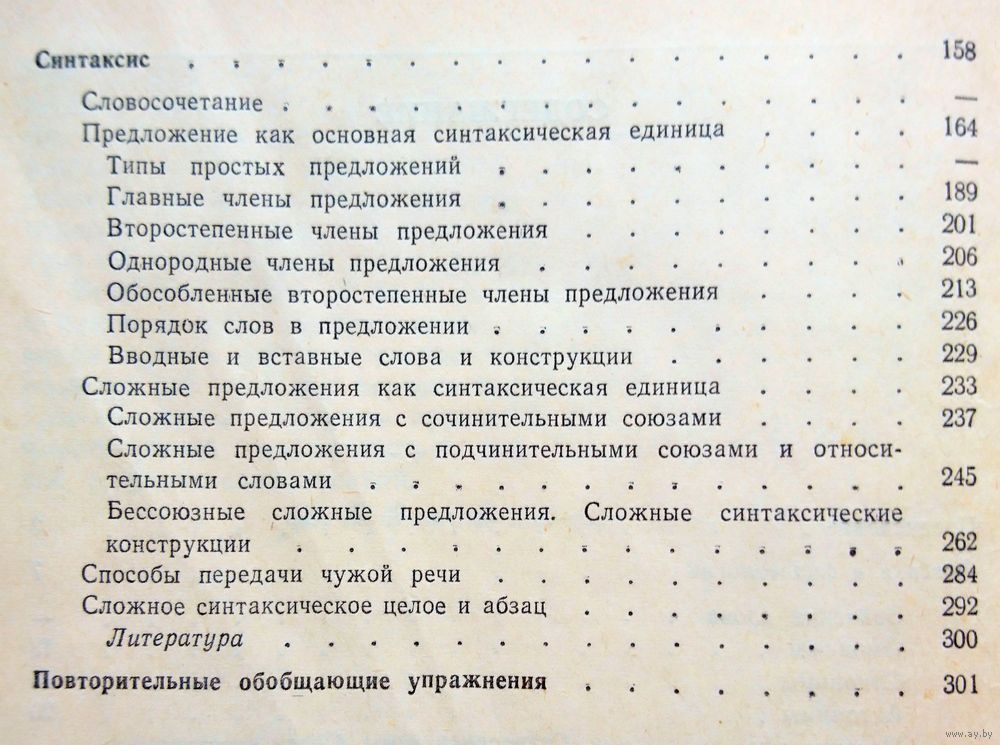 Синтаксис . . . . . . . . . . . . . . . . . 158
Словосочетание . . . . . . . . . . . . . . . —
Предложение как основная синтаксическая единица . . . . 164
Типы простых предложений . . . . . . . . . . —
Главные члены предложения . . . . . . . . . . 189
Второстепенные члены предложения . . . . . . . . 201
Однородные члены предложения . . . . . . . . . 206
Обособленные второстепенные члены предложения . . . . 213
Порядок слов в предложении . . . . . . . . . . 226
Вводные и вставные слова и конструкции . . . . . . 229
Сложные предложения как синтаксическая единица . . . . 233
Сложные предложения с сочинительными союзами . . . . 237
Сложные предложения с подчинительными союзами и относи-
тельными словами . . . . . . . . . . . . . 245
Бессоюзные сложные предложения. Сложные синтаксические
конструкции . . . . . . . . . . . . . . . 262
Способы передачи чужой речи . . . . . . . . . . 284
Сложное синтаксическое целое и абзац . . . . . . . . 292
Литература . . . . . . . . . . . . . . . 300
Повторительные обобщающие упражнения . . . . . . . . 301
www.ay.by